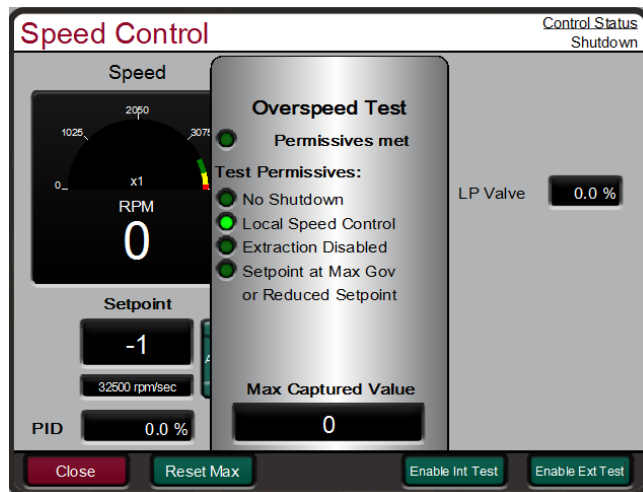 Speed Control
Control Status
Shutdown
Speed
2050
1025
3075
0
x1
RPM
0
Setpoint
-1
32500 rpm/sec
PID
0.0 %
Overspeed Test
Permissives met
Test Permissives:
No Shutdown
Local Speed Control
Extraction Disabled
Setpoint at Max Gov
or Reduced Setpoint
Max Captured Value
0
LP Valve
0.0 %
Close
Reset Max
Enable Int Test
Enable Ext Test